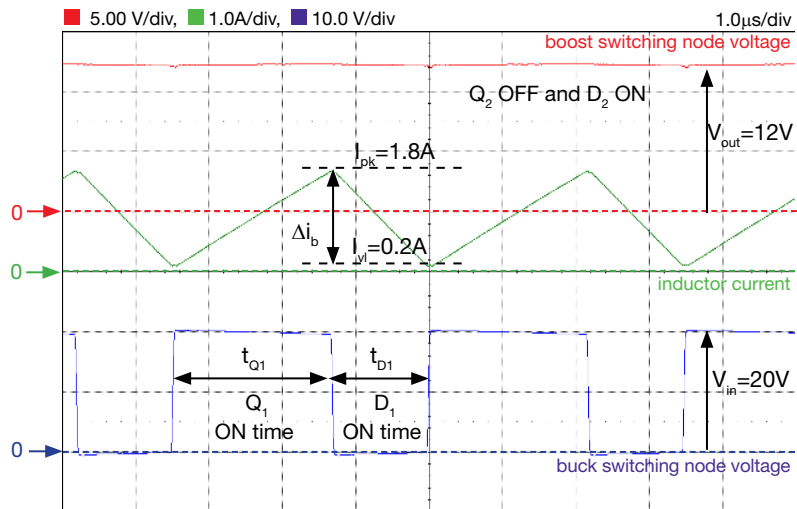 5.00 V/div, 1.0A/div, 10.0 V/div 1.0µs/div
boost switching node voltage
Q2 OFF and D2 ON
Vout=12V
Ipk=1.8A
0
Δib
Ivl=0.2A
0
inductor current
tQ1 tD1
Vin=20V
Q1 D1
ON time ON time
0
buck switching node voltage